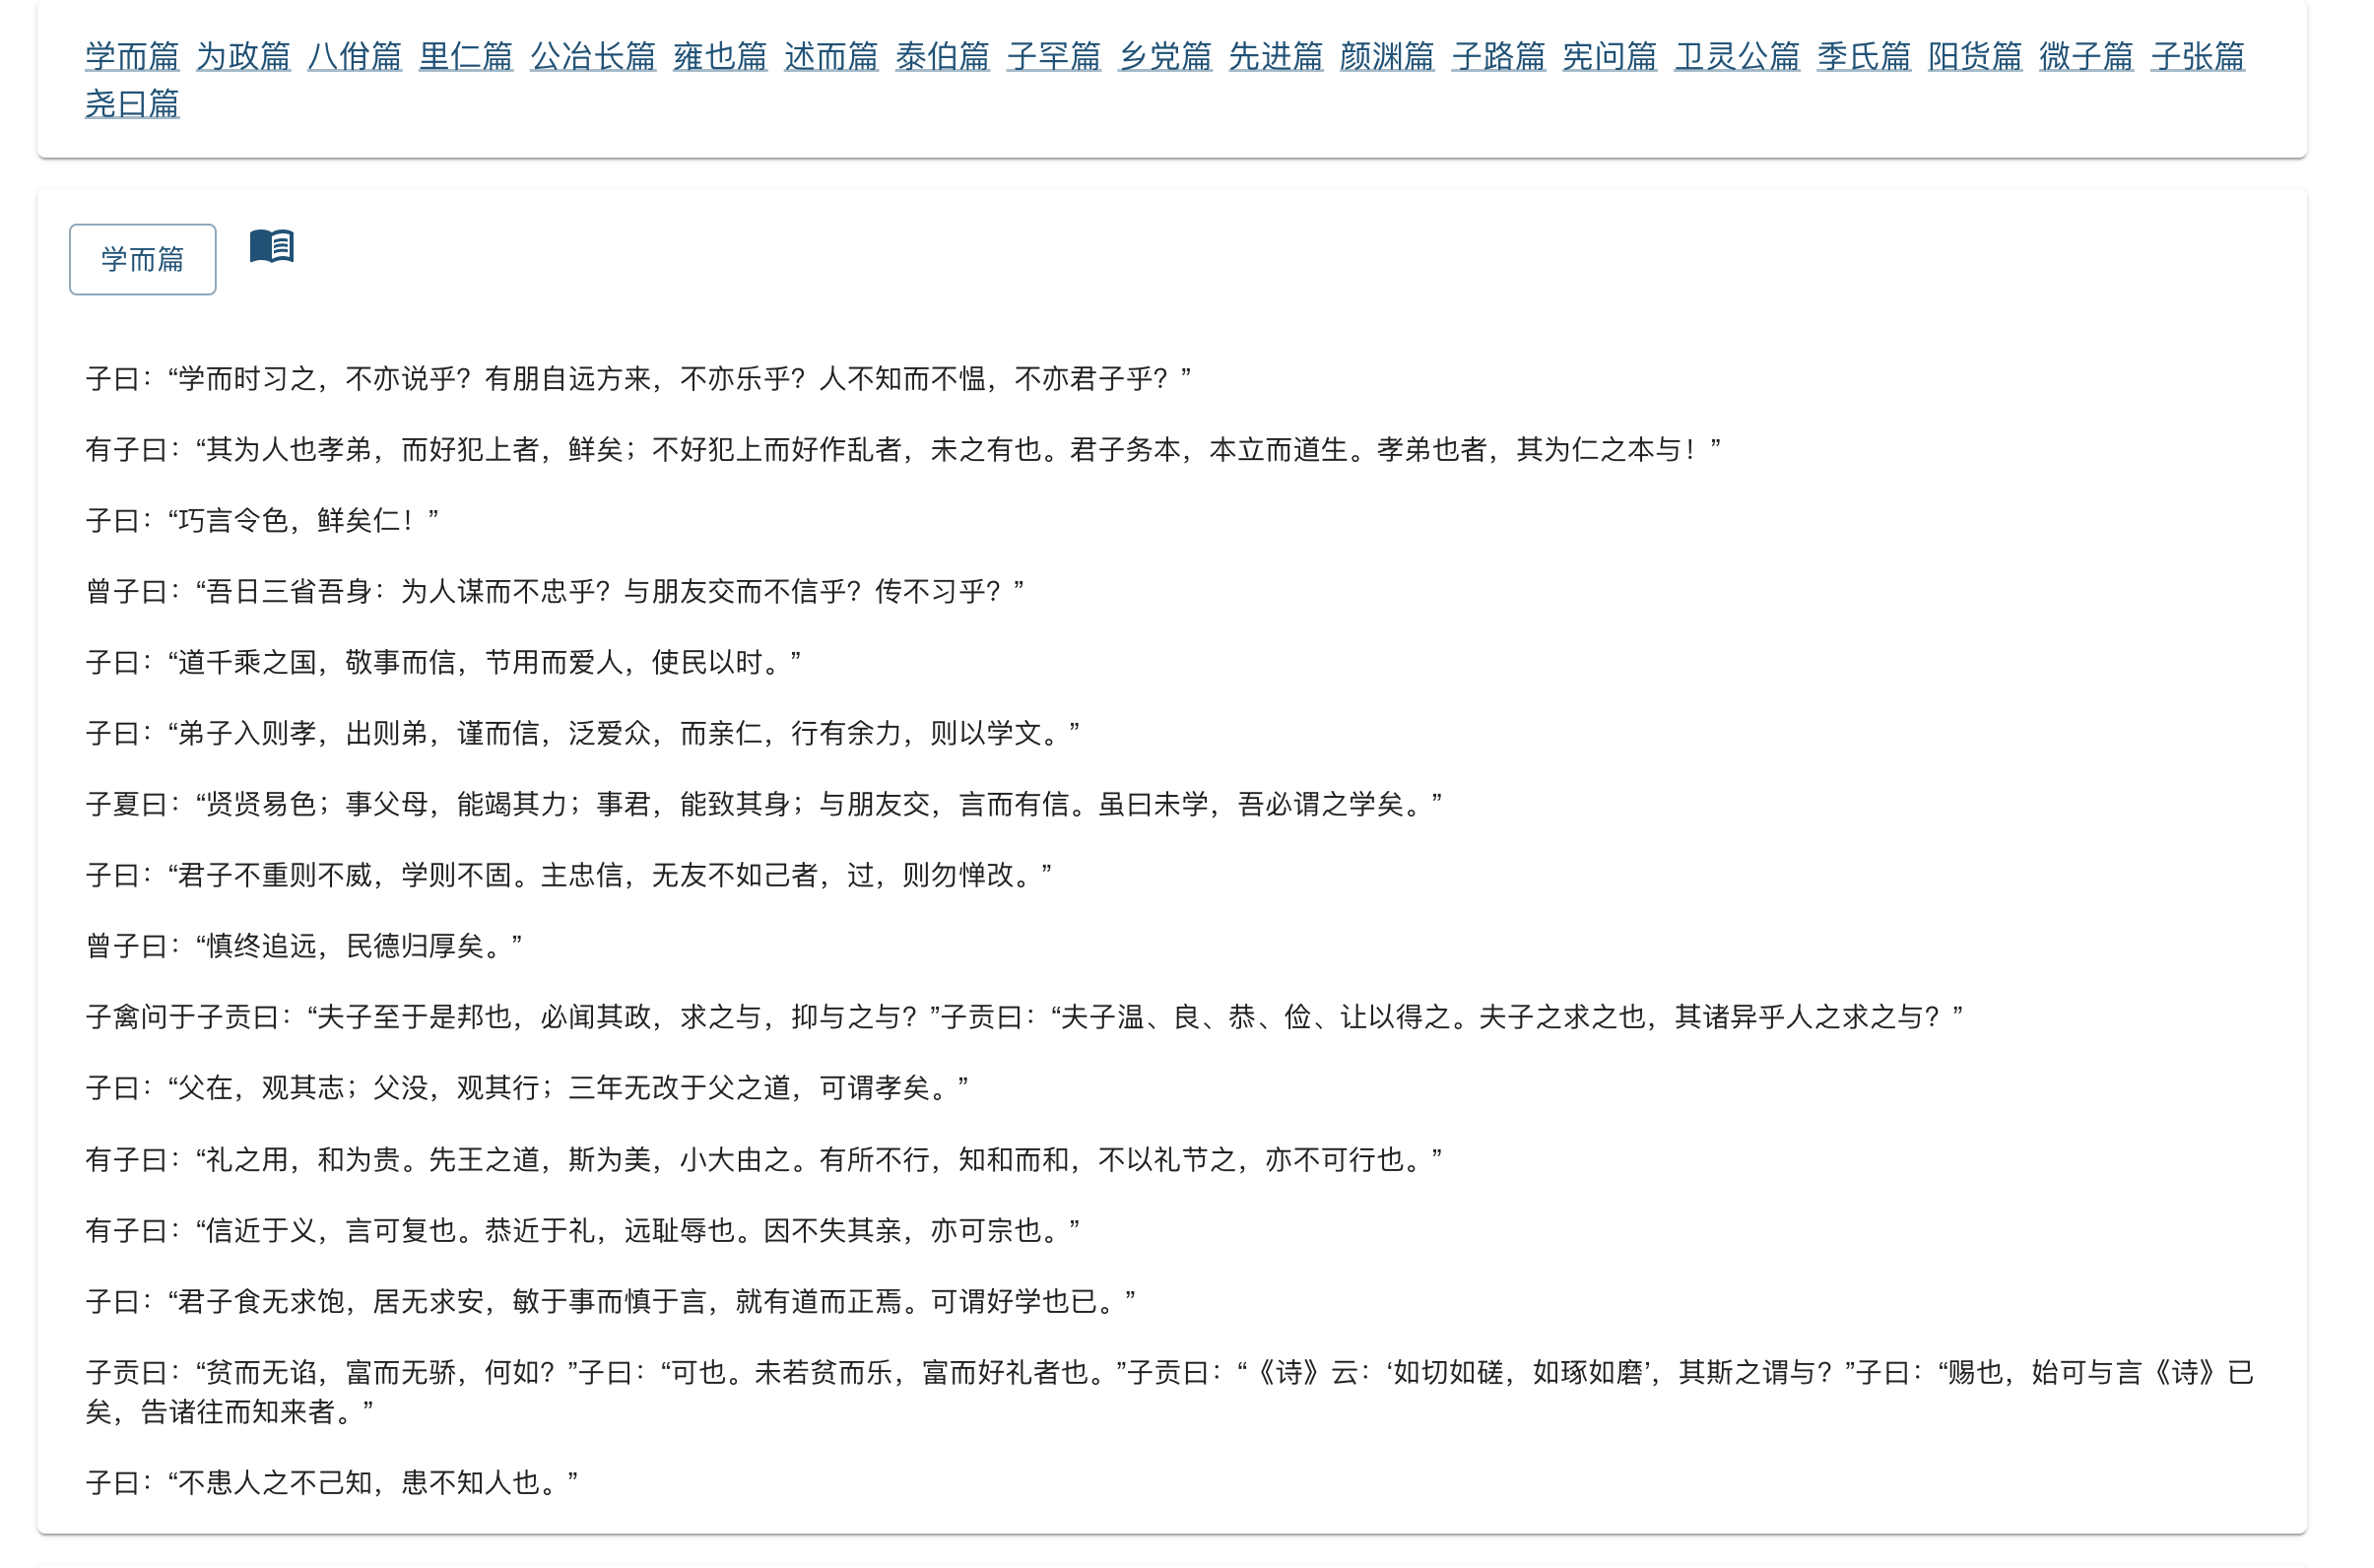 学而篇 为政篇 八佾篇 里仁篇 公冶长篇 雍也篇 述而篇 泰伯篇 子罕篇 乡党篇 先进篇 颜渊篇 子路篇 宪问篇 卫灵公篇 季氏篇 阳货篇 微子篇 子张篇
尧曰篇
学而篇
子曰：“学而时习之，不亦说乎？有朋自远方来，不亦乐乎？人不知而不愠，不亦君子乎？”
有子曰：“其为人也孝弟，而好犯上者，鲜矣；不好犯上而好作乱者，未之有也。君子务本，本立而道生。孝弟也者，其为仁之本与！”
子曰：“巧言令色，鲜矣仁！”
曾子曰：“吾日三省吾身：为人谋而不忠乎？与朋友交而不信乎？传不习乎？”
子曰：“道千乘之国，敬事而信，节用而爱人，使民以时。”
子曰：“弟子入则孝，出则弟，谨而信，泛爱众，而亲仁，行有余力，则以学文。”
子夏曰：“贤贤易色；事父母，能竭其力；事君，能致其身；与朋友交，言而有信。虽曰未学，吾必谓之学矣。”
子曰：“君子不重则不威，学则不固。主忠信，无友不如己者，过，则勿惮改。”
曾子曰：“慎终追远，民德归厚矣。”
子禽问于子贡曰：“夫子至于是邦也，必闻其政，求之与，抑与之与？”子贡曰：“夫子温、良、恭、俭、让以得之。夫子之求之也，其诸异乎人之求之与？”
子曰：“父在，观其志；父没，观其行；三年无改于父之道，可谓孝矣。”
有子曰：“礼之用，和为贵。先王之道，斯为美，小大由之。有所不行，知和而和，不以礼节之，亦不可行也。”
有子曰：“信近于义，言可复也。恭近于礼，远耻辱也。因不失其亲，亦可宗也。”
子曰：“君子食无求饱，居无求安，敏于事而慎于言，就有道而正焉。可谓好学也已。”
子贡曰：“贫而无谄，富而无骄，何如？”子曰：“可也。未若贫而乐，富而好礼者也。”子贡曰：“《诗》云：‘如切如磋，如琢如磨’，其斯之谓与？”子曰：“赐也，始可与言《诗》已
矣，告诸往而知来者。”
子曰：“不患人之不己知，患不知人也。”